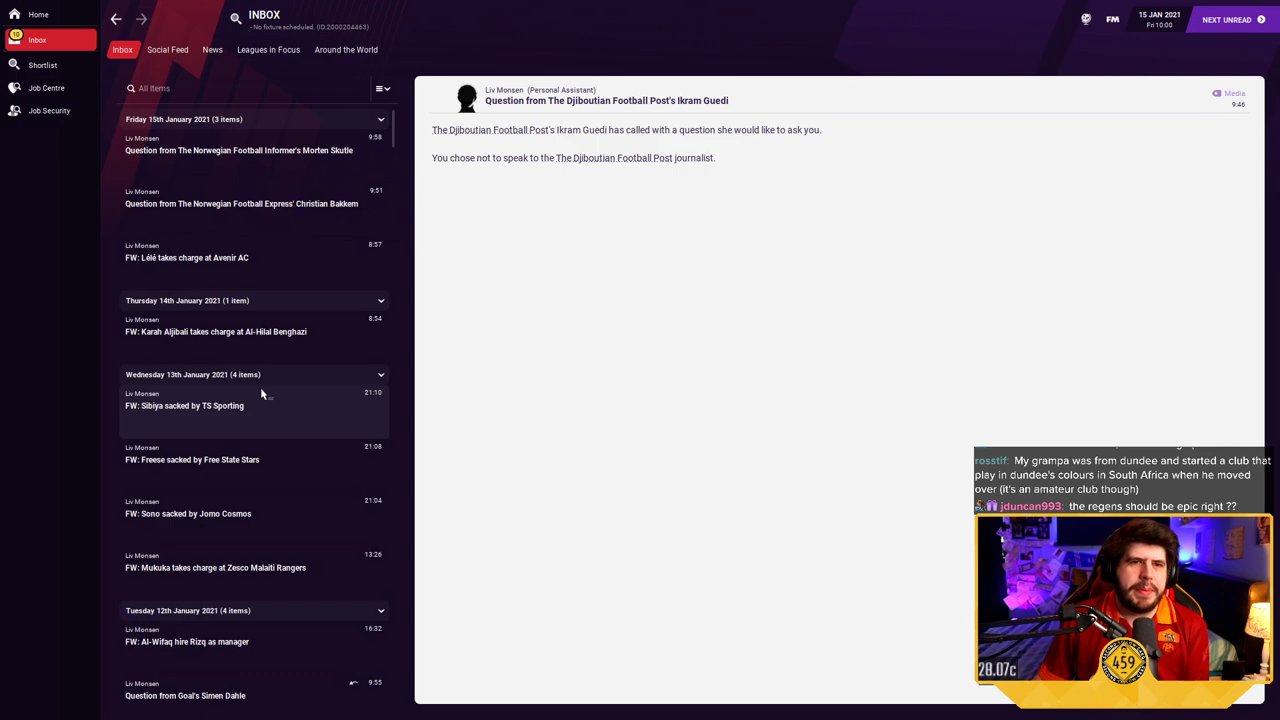 Home
10
Inbox
Shortlist
Job Centre
Job Security
INBOX
- No fixture scheduled. (ID:2000204463)
FM
15 JAN 2021
Fri 10:00
NEXT UNREAD
Inbox
Social Feed
News
Leagues in Focus
Around the World
All Items
Friday 15th January 2021 (3 items)
Liv Monsen
9:58
Question from The Norwegian Football Informer's Morten Skutle
Liv Monsen
9:51
Question from The Norwegian Football Express' Christian Bakkem
Liv Monsen
8:57
FW: Lélé takes charge at Avenir AC
Thursday 14th January 2021 (1 item)
Liv Monsen
8:54
FW: Karah Aljibali takes charge at Al-Hilal Benghazi
Wednesday 13th January 2021 (4 items)
Liv Monsen
21:10
FW: Sibiya sacked by TS Sporting
Liv Monsen
21:08
FW: Freese sacked by Free State Stars
Liv Monsen
21:04
FW: Sono sacked by Jomo Cosmos
Liv Monsen
13:26
FW: Mukuka takes charge at Zesco Malaiti Rangers
Tuesday 12th January 2021 (4 items)
Liv Monsen
16:32
FW: Al-Wifaq hire Rizq as manager
Liv Monsen
9:55
Question from Goal's Simen Dahle
Liv Monsen (Personal Assistant)
Question from The Djiboutian Football Post's Ikram Guedi
Media
9:46
The Djiboutian Football Post's Ikram Guedi has called with a question she would like to ask you.
You chose not to speak to the The Djiboutian Football Post journalist.
rosstif: My grampa was from dundee and started a club that
play in dundee's colours in South Africa when he moved
over (it's an amateur club though)
jduncan993: the regens should be epic right ??
28.07c
459